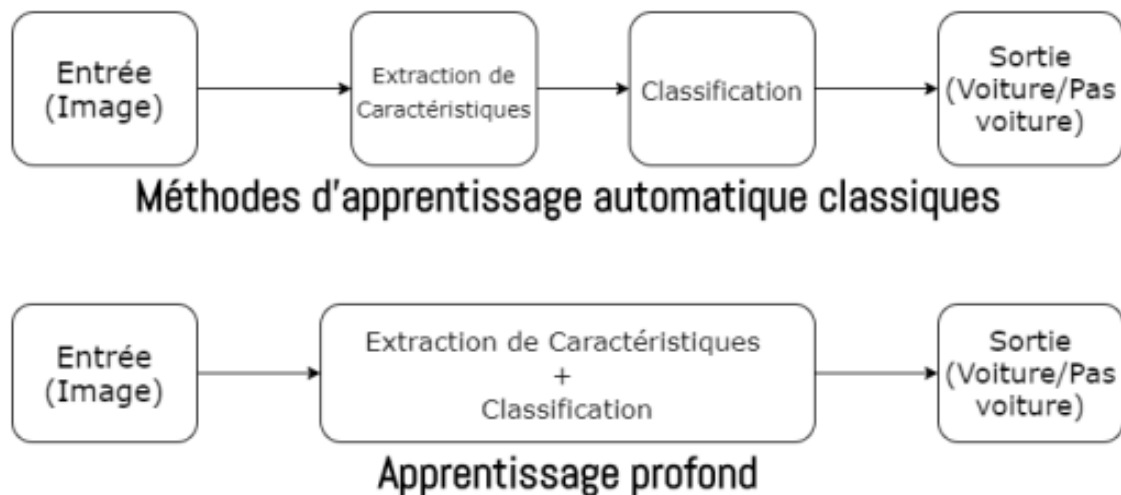 Entrée
(Image)
Extraction de
Caractéristiques
Classification
Sortie
(Voiture/Pas
voiture)
Méthodes d'apprentissage automatique classiques
Entrée
(Image)
Extraction de Caractéristiques
+
Classification
Sortie
(Voiture/Pas
voiture)
Apprentissage profond